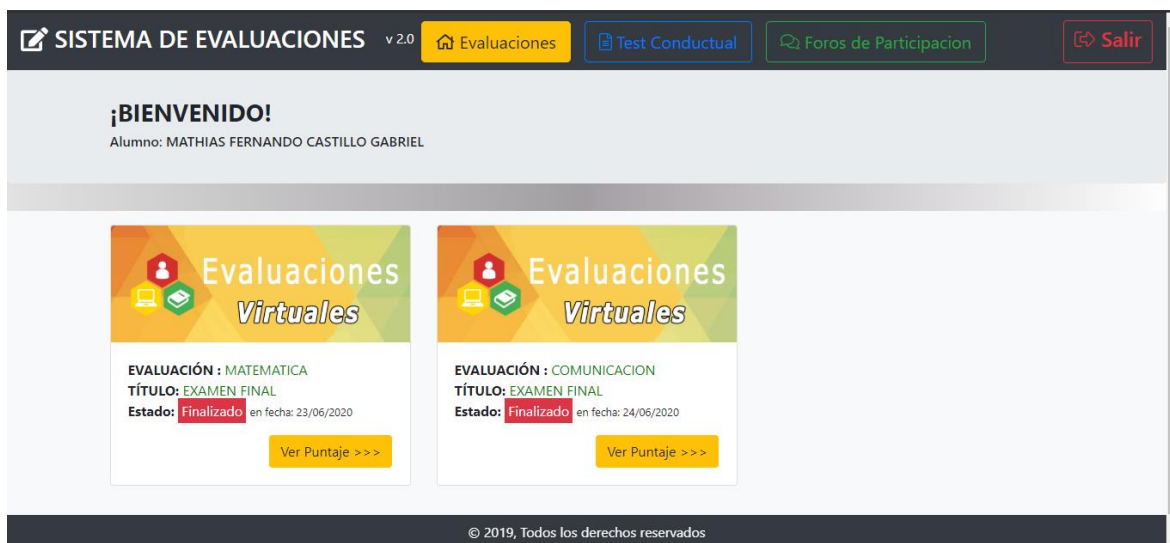 SISTEMA DE EVALUACIONES v 2.0 Evaluaciones Test Conductual Foros de Participacion Salir
¡BIENVENIDO!
Alumno: MATHIAS FERNANDO CASTILLO GABRIEL
Evaluaciones
Virtuales
EVALUACIÓN : MATEMATICA
TÍTULO: EXAMEN FINAL
Estado: Finalizado en fecha: 23/06/2020
Ver Puntaje >>>
Evaluaciones
Virtuales
EVALUACIÓN : COMUNICACION
TÍTULO: EXAMEN FINAL
Estado: Finalizado en fecha: 24/06/2020
Ver Puntaje >>>
© 2019, Todos los derechos reservados